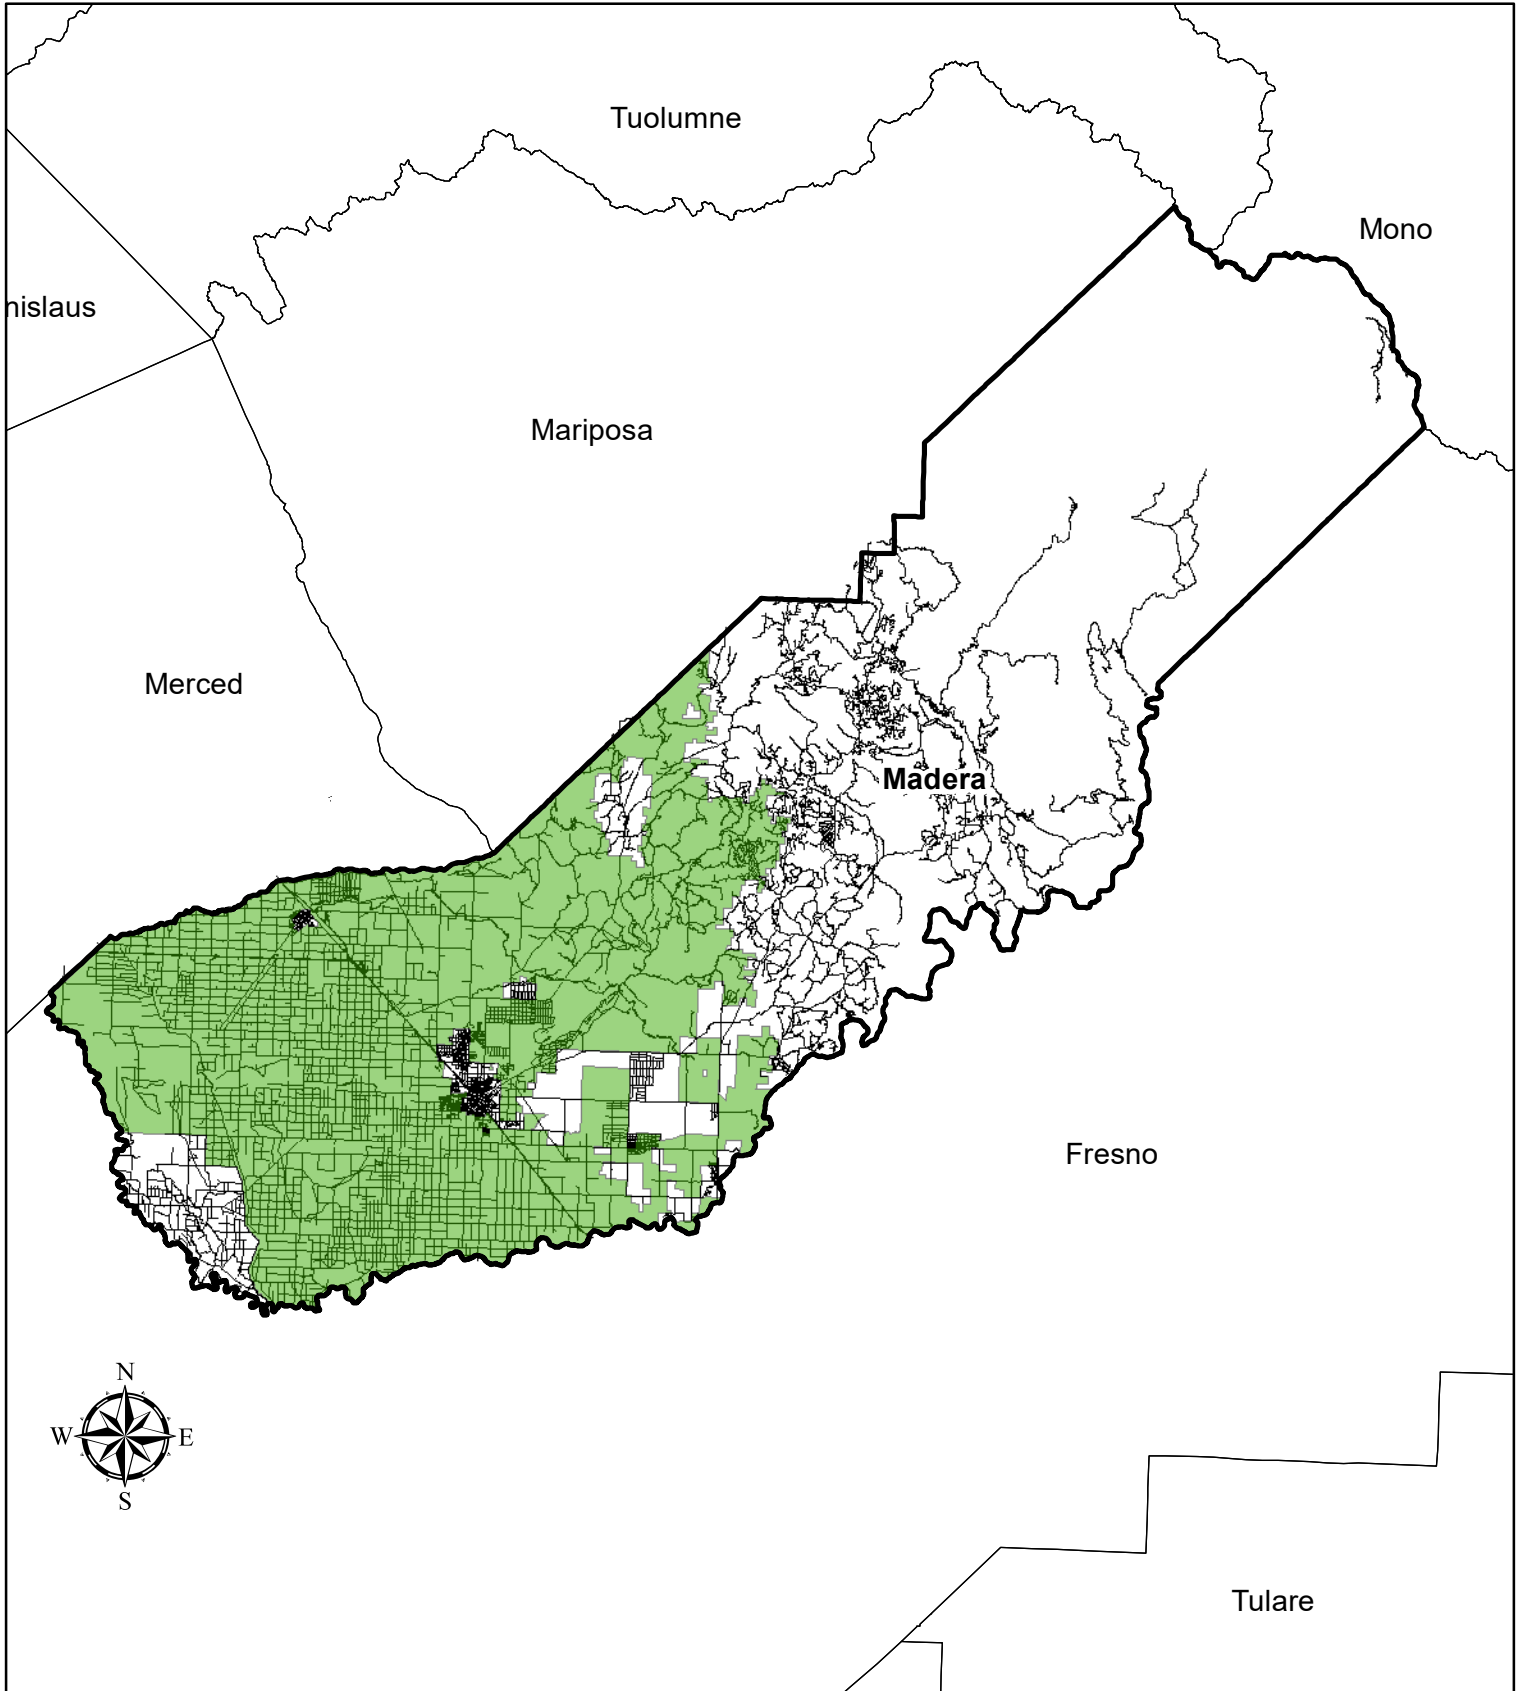 Tuolumne
Mono
nislaus
Mariposa
Merced
Madera
Fresno
N
W E
S
Tulare